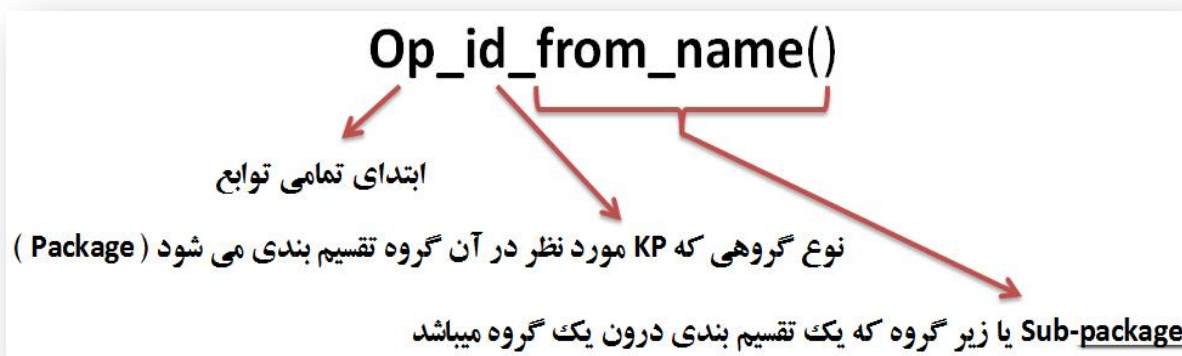 Op_id_from_name()
ابتدای تمامی توابع
نوع گروهی که KP مورد نظر در آن گروه تقسیم بندی می شود ( Package )
Sub-package یا زیر گروه که یک تقسیم بندی درون یک گروه میباشد